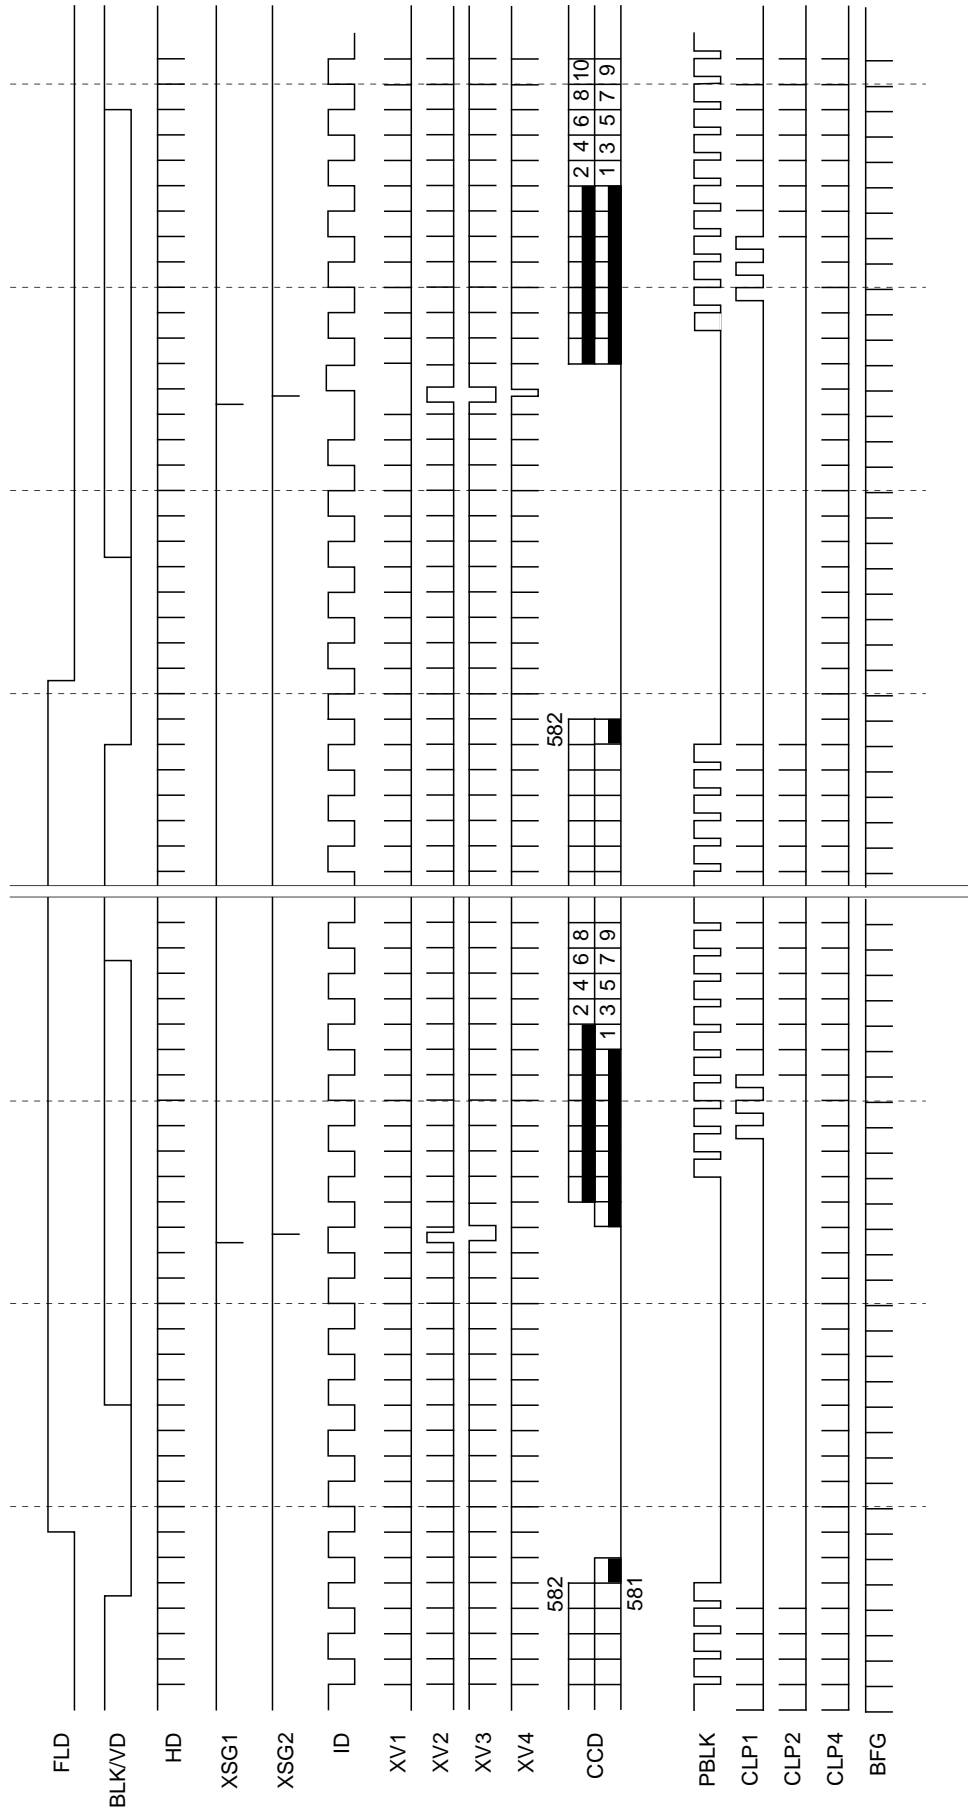 FLD
BLK/VD
HD
XSG1
XSG2
ID
XV1
XV2
XV3
XV4
582 582
2 4 6 8 2 4 6 8 10
CCD
1 3 5 7 9 1 3 5 7 9
581
PBLK
CLP1
CLP2
CLP4
BFG